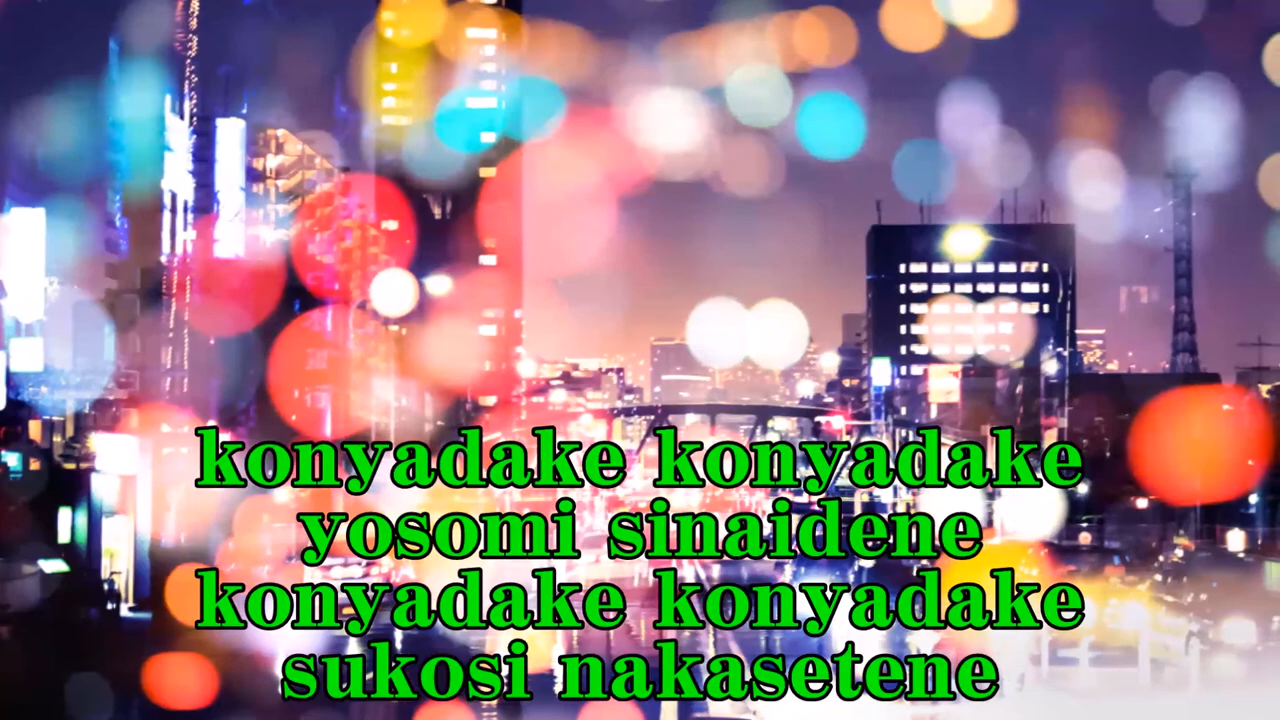 konyadake konyadake
yosomi sinaidene
konyadake konyadake
sukosi nakasetene